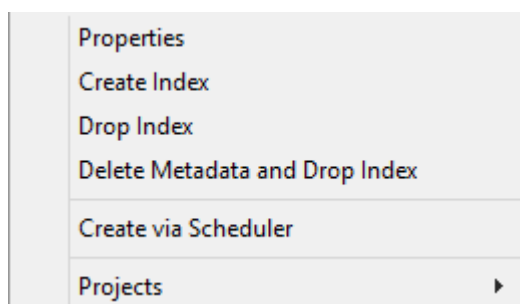 Properties
Create Index
Drop Index
Delete Metadata and Drop Index
Create via Scheduler
Projects